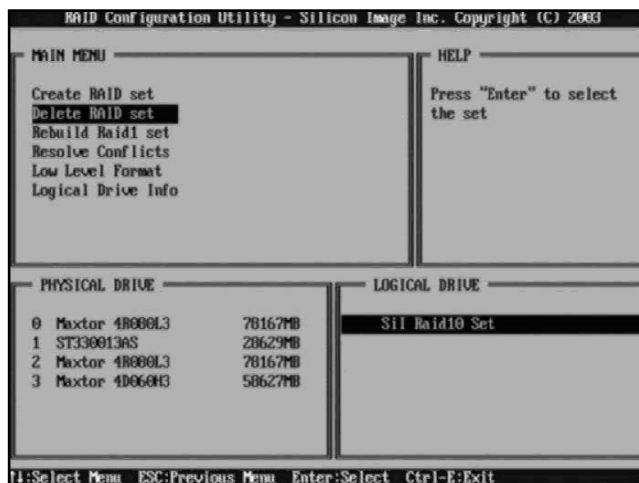 RAID Configuration Utility - Silicon Image Inc. Copyright (C) 2003
MAIN MENU
Create RAID set
Delete RAID set
Rebuild Raid1 set
Resolve Conflicts
Low Level Format
Logical Drive Info
HELP
Press "Enter" to select
the set
PHYSICAL DRIVE
0 Maxtor 4R080L3 78167MB
1 ST330013AS 28629MB
2 Maxtor 4R080L3 78167MB
3 Maxtor 4D060H3 58627MB
LOGICAL DRIVE
SiI Raid10 Set
↑↓:Select Menu ESC:Previous Menu Enter:Select Ctrl-E:Exit